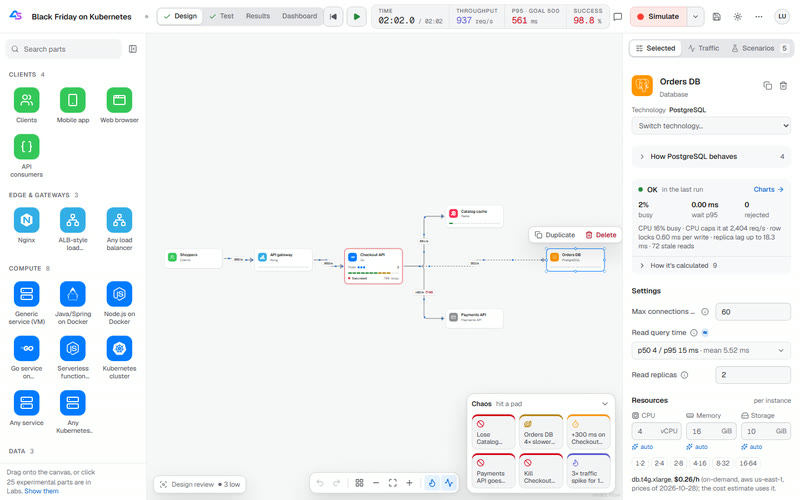 Black Friday on Kubernetes
Design
Test
Results
Dashboard
TIME
02:02.0 / 02:02
THROUGHPUT
937 req/s
P95 · GOAL 500
561 ms
SUCCESS
98.8 %
Simulate
LU
Search parts
CLIENTS 4
Clients
Mobile app
Web browser
API consumers
EDGE & GATEWAYS 3
Nginx
ALB-style load...
Any load balancer
COMPUTE 8
Generic service (VM)
Java/Spring on Docker
Node.js on Docker
Go service on...
Serverless function...
Kubernetes cluster
Any service
Any Kubernetes..
DATA 3
Drag onto the canvas, or click
25 experimental parts are in
Labs. Show them
Shoppers
API gateway
Checkout API
Catalog cache
Payments API
Payments API
Orders DB
PostgreSQL
Duplicate
Delete
Design review
3 low
Chaos hit a pad
Lose Catalog...
Orders DB 4× slower...
+300 ms on Checkout...
Payments API goes...
Kill Checkout...
3× traffic spike for 1...
Selected
Traffic
Scenarios 5
Orders DB
Database
Technology PostgreSQL
Switch technology...
How PostgreSQL behaves 4
OK in the last run
Charts →
2% busy
0.00 ms wait p95
0 rejected
CPU 16% busy · CPU caps it at 2,404 req/s · row
locks 0.60 ms per write · replica lag up to 18.3
ms · 72 stale reads
How it's calculated 9
Settings
Max connections ...
60
Read query time
p50 4 / p95 15 ms · mean 5.52 ms
Read replicas
2
Resources
per instance
CPU
Memory
Storage
4 vCPU
16 GiB
10 GiB
auto
auto
auto
1·2
2·4
2·8
4·16
8·32
16·64
db.t4g.xlarge, $0.26/h (on-demand, aws us-east-1,
prices of 2026-10-28; the cost estimate uses it.